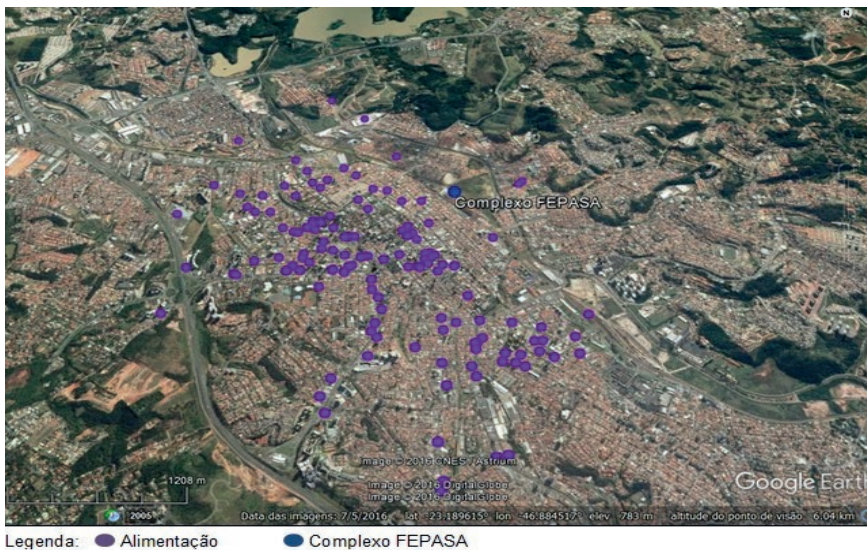 N
Complexo FEPASA
Image © 2016 CNES / Astrium
1208 m
Image © 2016 DigitalGlobe
Image © 2016 DigitalGlobe
Google Earth
2005
Data das imagens: 7/5/2016 lat -23.189615° lon -46.884517° elev 783 m altitude do ponto de visão 6.04 km
Legenda: Alimentação Complexo FEPASA